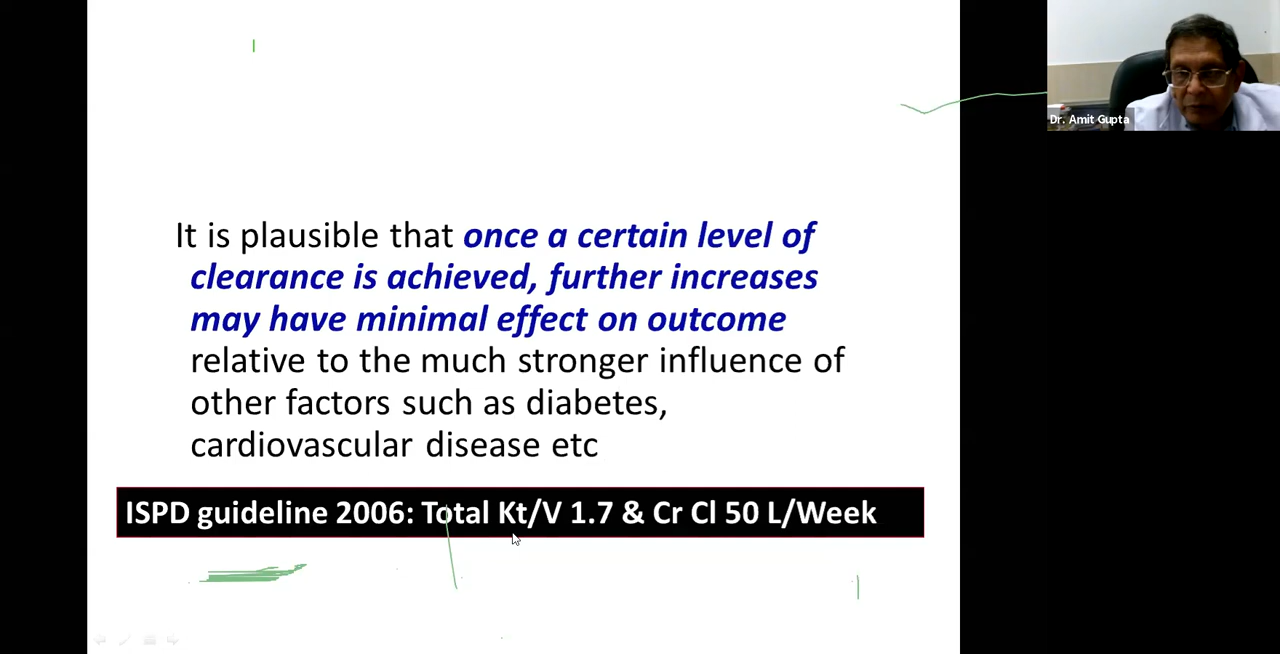 Dr. Amit Gupta
It is plausible that once a certain level of
clearance is achieved, further increases
may have minimal effect on outcome
relative to the much stronger influence of
other factors such as diabetes,
cardiovascular disease etc
ISPD guideline 2006: Total Kt/V 1.7 & Cr Cl 50 L/Week